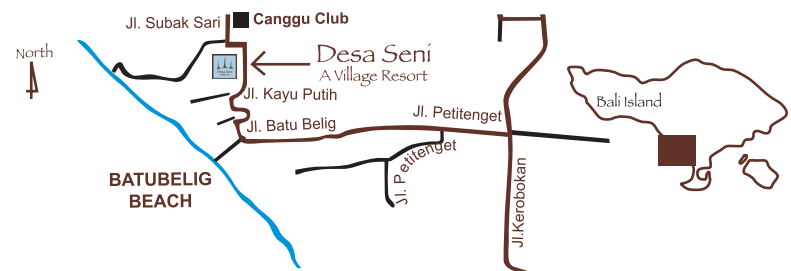 Jl. Subak Sari
Canggu Club
North
Desa Seni
A Village Resort
Jl. Kayu Putih
Bali Island
Jl. Petitenget
Jl. Batu Belig
Jl. Petitenget
BATUBELIG
BEACH
Jl.Kerobokan